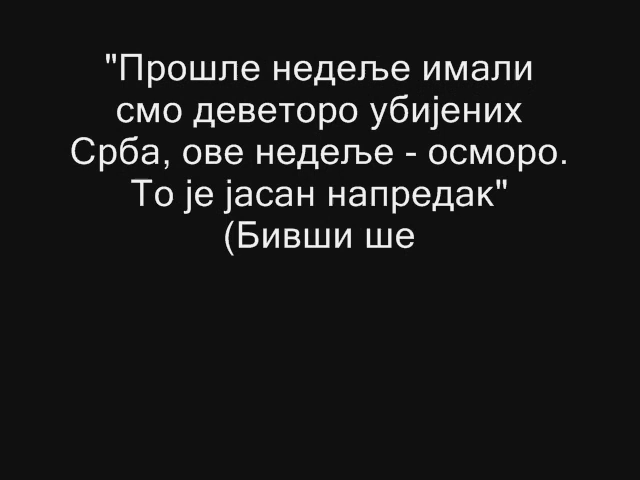 "Прошле недеље имали
смо деветоро убијених
Срба, ове недеље - осморо.
То је јасан напредак"
(Бивши ше